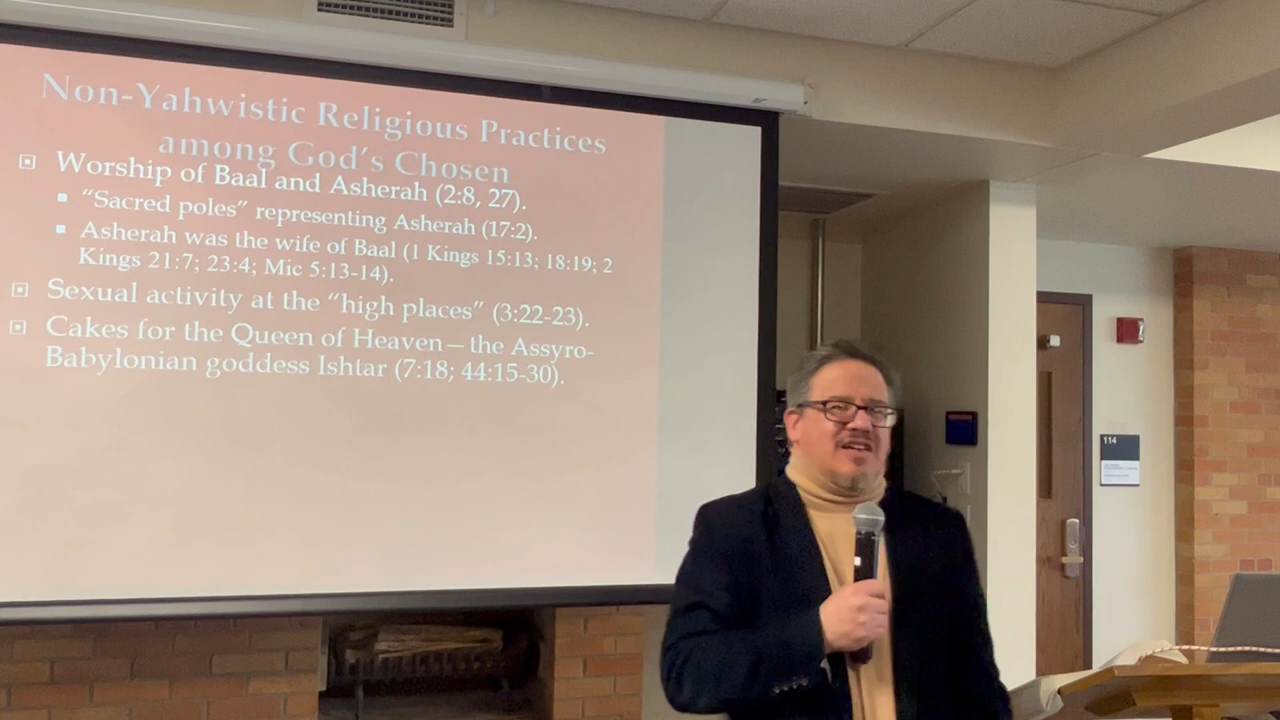 Non-Yahwistic Religious Practices
among God's Chosen
Worship of Baal and Asherah (2:8, 27).
"Sacred poles" representing Asherah (17:2).
Asherah was the wife of Baal (1 Kings 15:13; 18:19; 2
Kings 21:7; 23:4; Mic 5:13-14).
Sexual activity at the "high places" (3:22-23).
Cakes for the Queen of Heaven—the Assyro-
Babylonian goddess Ishtar (7:18; 44:15-30).
114